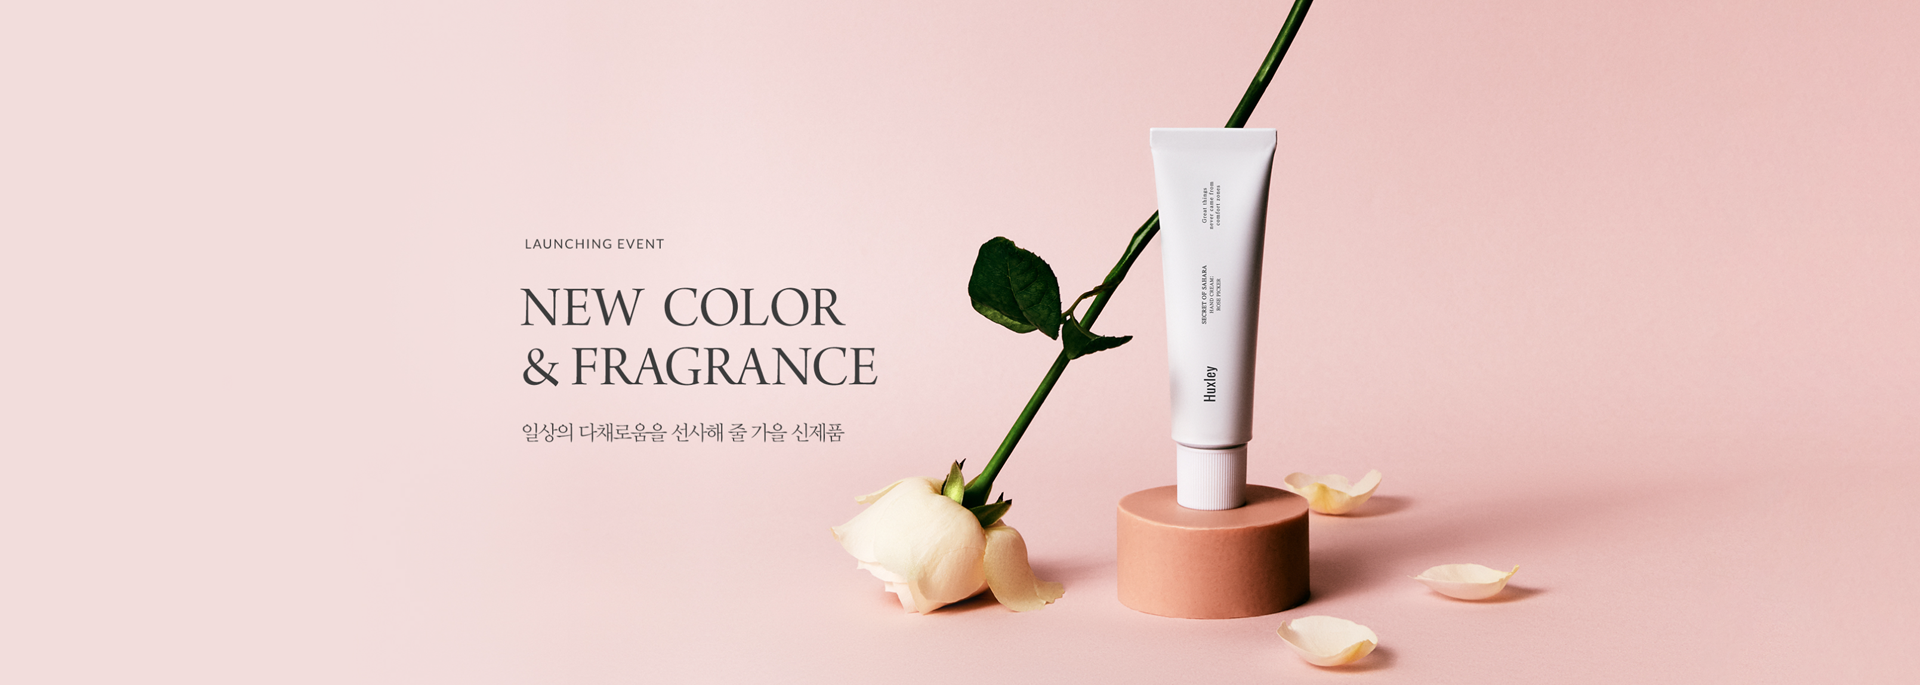 LAUNCHING EVENT
NEW COLOR
& FRAGRANCE
일상의 다채로움을 선사해 줄 가을 신제품
Great things
never came from
comfort zones
SECRET OF SAHARA
HAND CREAM;
ROSE PICKER
Huxley